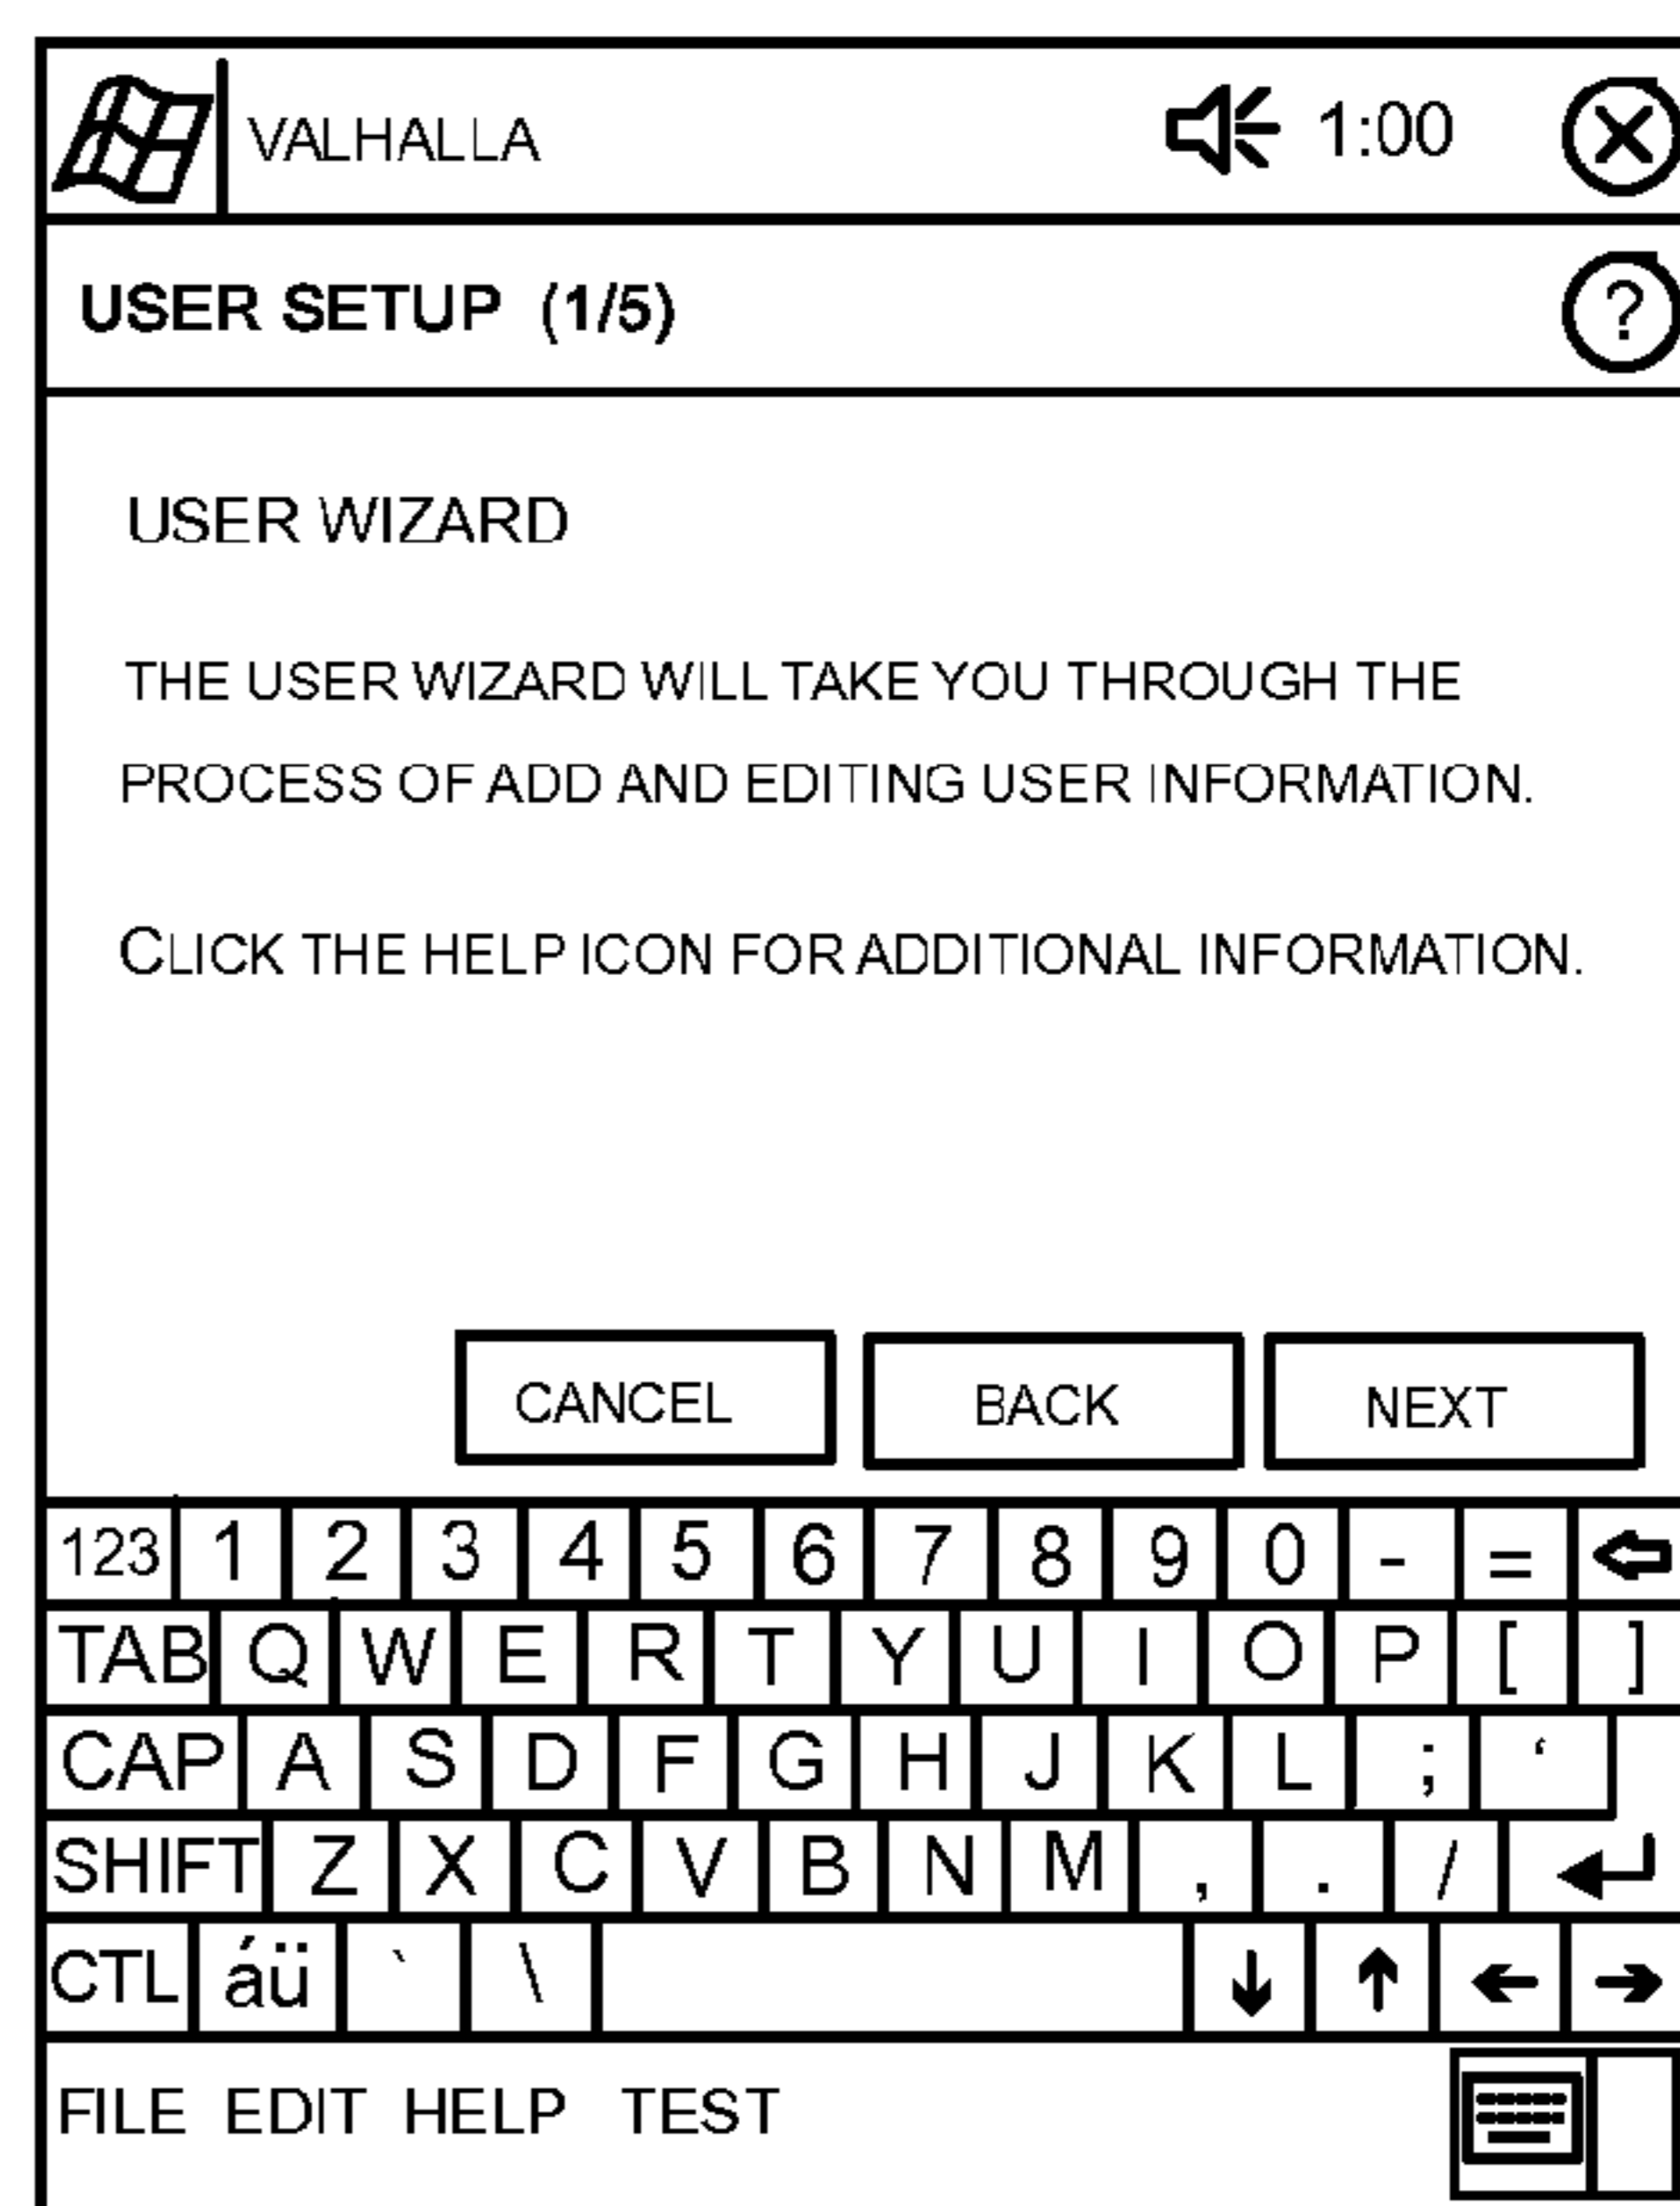 VALHALLA 1:00
USER SETUP (1/5)
?
USER WIZARD
THE USER WIZARD WILL TAKE YOU THROUGH THE
PROCESS OF ADD AND EDITING USER INFORMATION.
CLICK THE HELP ICON FOR ADDITIONAL INFORMATION.
CANCEL BACK NEXT
123 1 2 3 4 5 6 7 8 9 0 - =
TAB Q W E R T Y U I O P [ ]
CAP A S D F G H J K L ; ‘
SHIFT Z X C V B N M , . /
CTL áü ` \ ↓ ↑ ← →
FILE EDIT HELP TEST